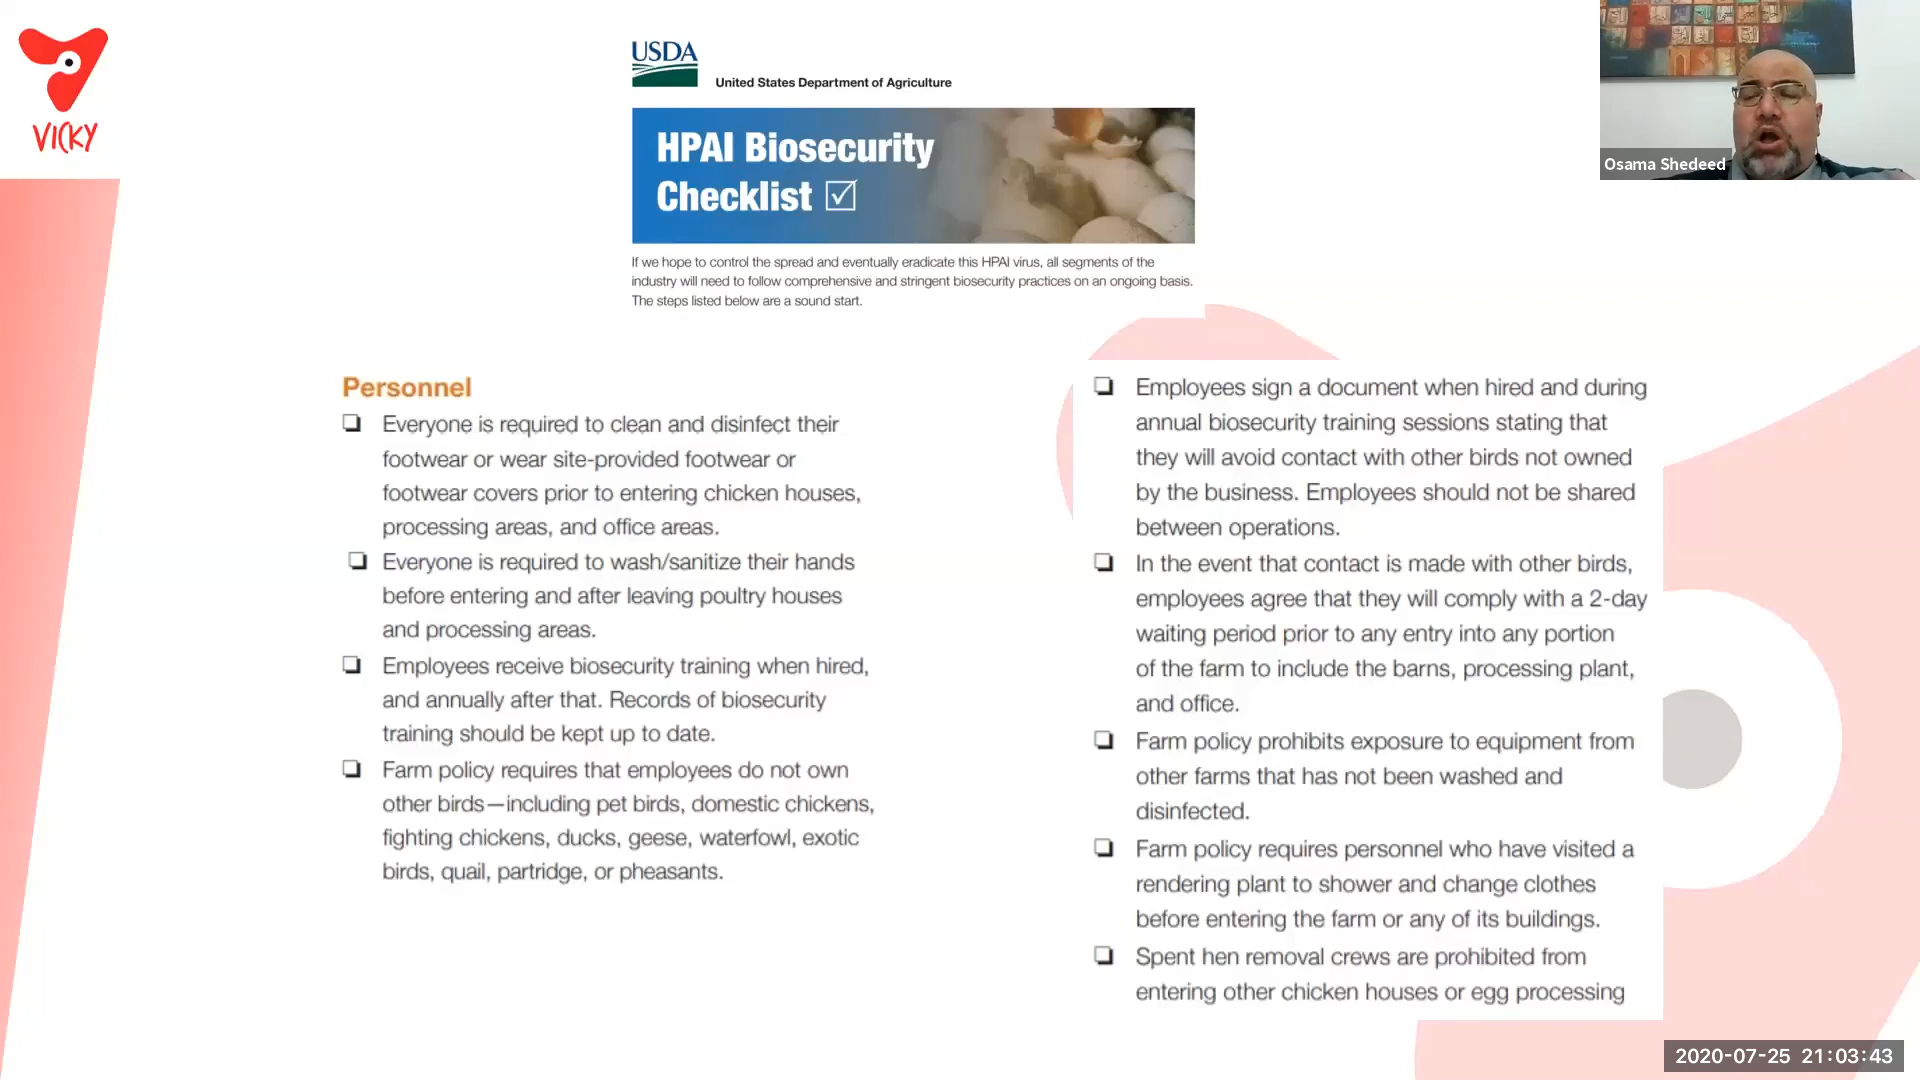 VICKY
USDA
United States Department of Agriculture
HPAI Biosecurity
Checklist
If we hope to control the spread and eventually eradicate this HPAI virus, all segments of the
industry will need to follow comprehensive and stringent biosecurity practices on an ongoing basis.
The steps listed below are a sound start.
Osama Shedeed
Personnel
Everyone is required to clean and disinfect their
footwear or wear site-provided footwear or
footwear covers prior to entering chicken houses,
processing areas, and office areas.
Everyone is required to wash/sanitize their hands
before entering and after leaving poultry houses
and processing areas.
Employees receive biosecurity training when hired,
and annually after that. Records of biosecurity
training should be kept up to date.
Farm policy requires that employees do not own
other birds—including pet birds, domestic chickens,
fighting chickens, ducks, geese, waterfowl, exotic
birds, quail, partridge, or pheasants.
Employees sign a document when hired and during
annual biosecurity training sessions stating that
they will avoid contact with other birds not owned
by the business. Employees should not be shared
between operations.
In the event that contact is made with other birds,
employees agree that they will comply with a 2-day
waiting period prior to any entry into any portion
of the farm to include the barns, processing plant,
and office.
Farm policy prohibits exposure to equipment from
other farms that has not been washed and
disinfected.
Farm policy requires personnel who have visited a
rendering plant to shower and change clothes
before entering the farm or any of its buildings.
Spent hen removal crews are prohibited from
entering other chicken houses or egg processing
2020-07-25 21:03:43